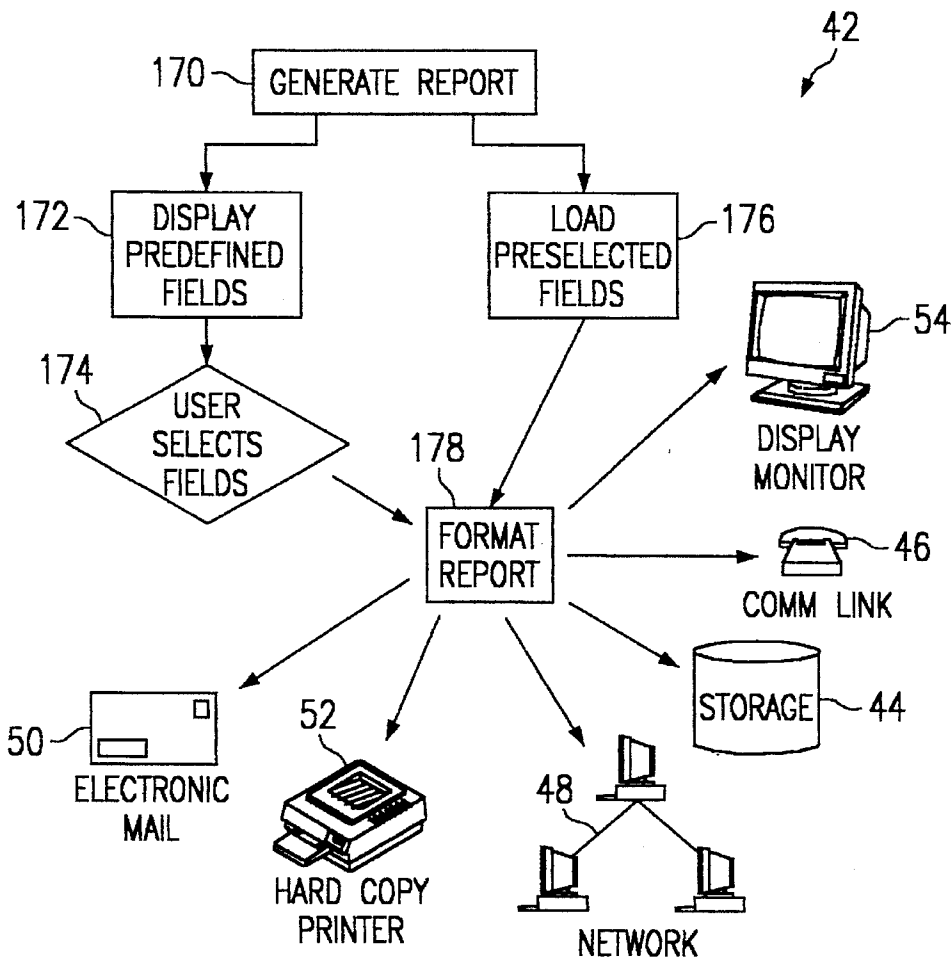 42
170
GENERATE REPORT
172
DISPLAY
PREDEFINED
FIELDS
LOAD
PRESELECTED
FIELDS
176
174
USER
SELECTS
FIELDS
54
DISPLAY
MONITOR
178
FORMAT
REPORT
46
COMM LINK
STORAGE
44
50
ELECTRONIC
MAIL
52
HARD COPY
PRINTER
48
NETWORK